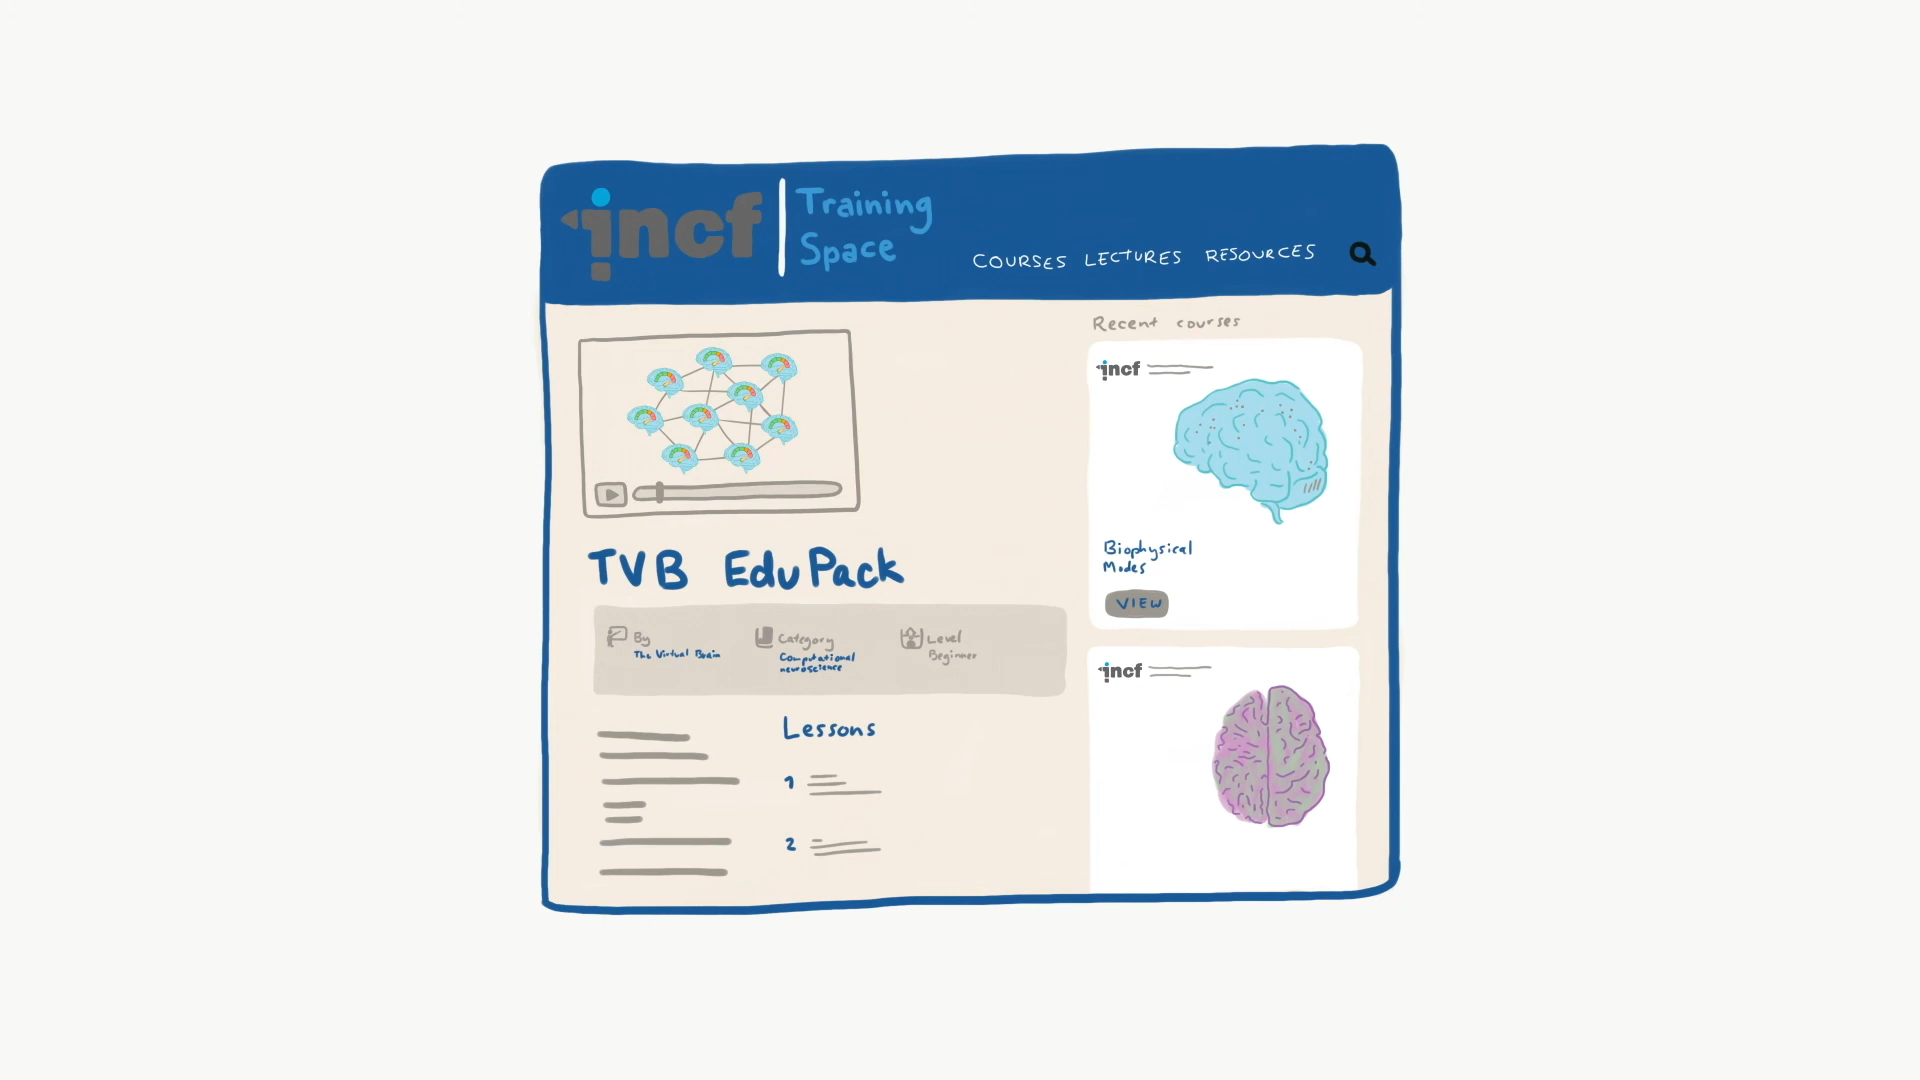 incf
Training
Space
COURSES LECTURES RESOURCES
TVB EduPack
By
The Virtual Brain
Category
Computational
neuroscience
Level
Beginner
Lessons
1
2
Recent courses
incf
Biophysical
Modes
VIEW
incf